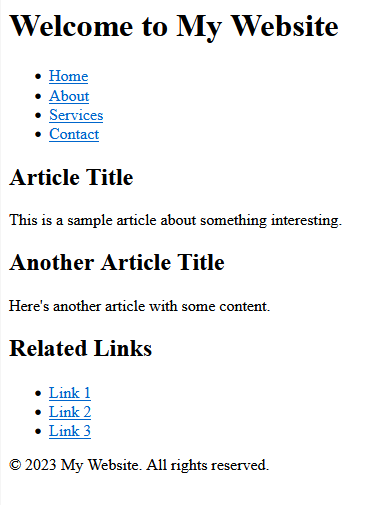 Welcome to My Website
Home
About
Services
Contact
Article Title
This is a sample article about something interesting.
Another Article Title
Here's another article with some content.
Related Links
Link 1
Link 2
Link 3
© 2023 My Website. All rights reserved.